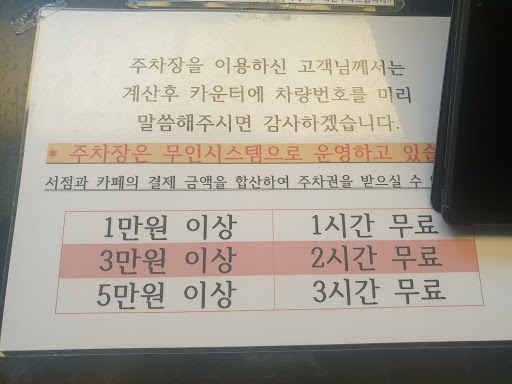 주차장을 이용하신 고객님께서는
계산후 카운터에 차량번호를 미리
말씀해주시면 감사하겠습니다.
* 주차장은 무인시스템으로 운영하고
서점과 카페의 결제 금액을 합산하여 주차권을 받으실 수
1만원 이상 1시간 무료
3만원 이상 2시간 무료
5만원 이상 3시간 무료